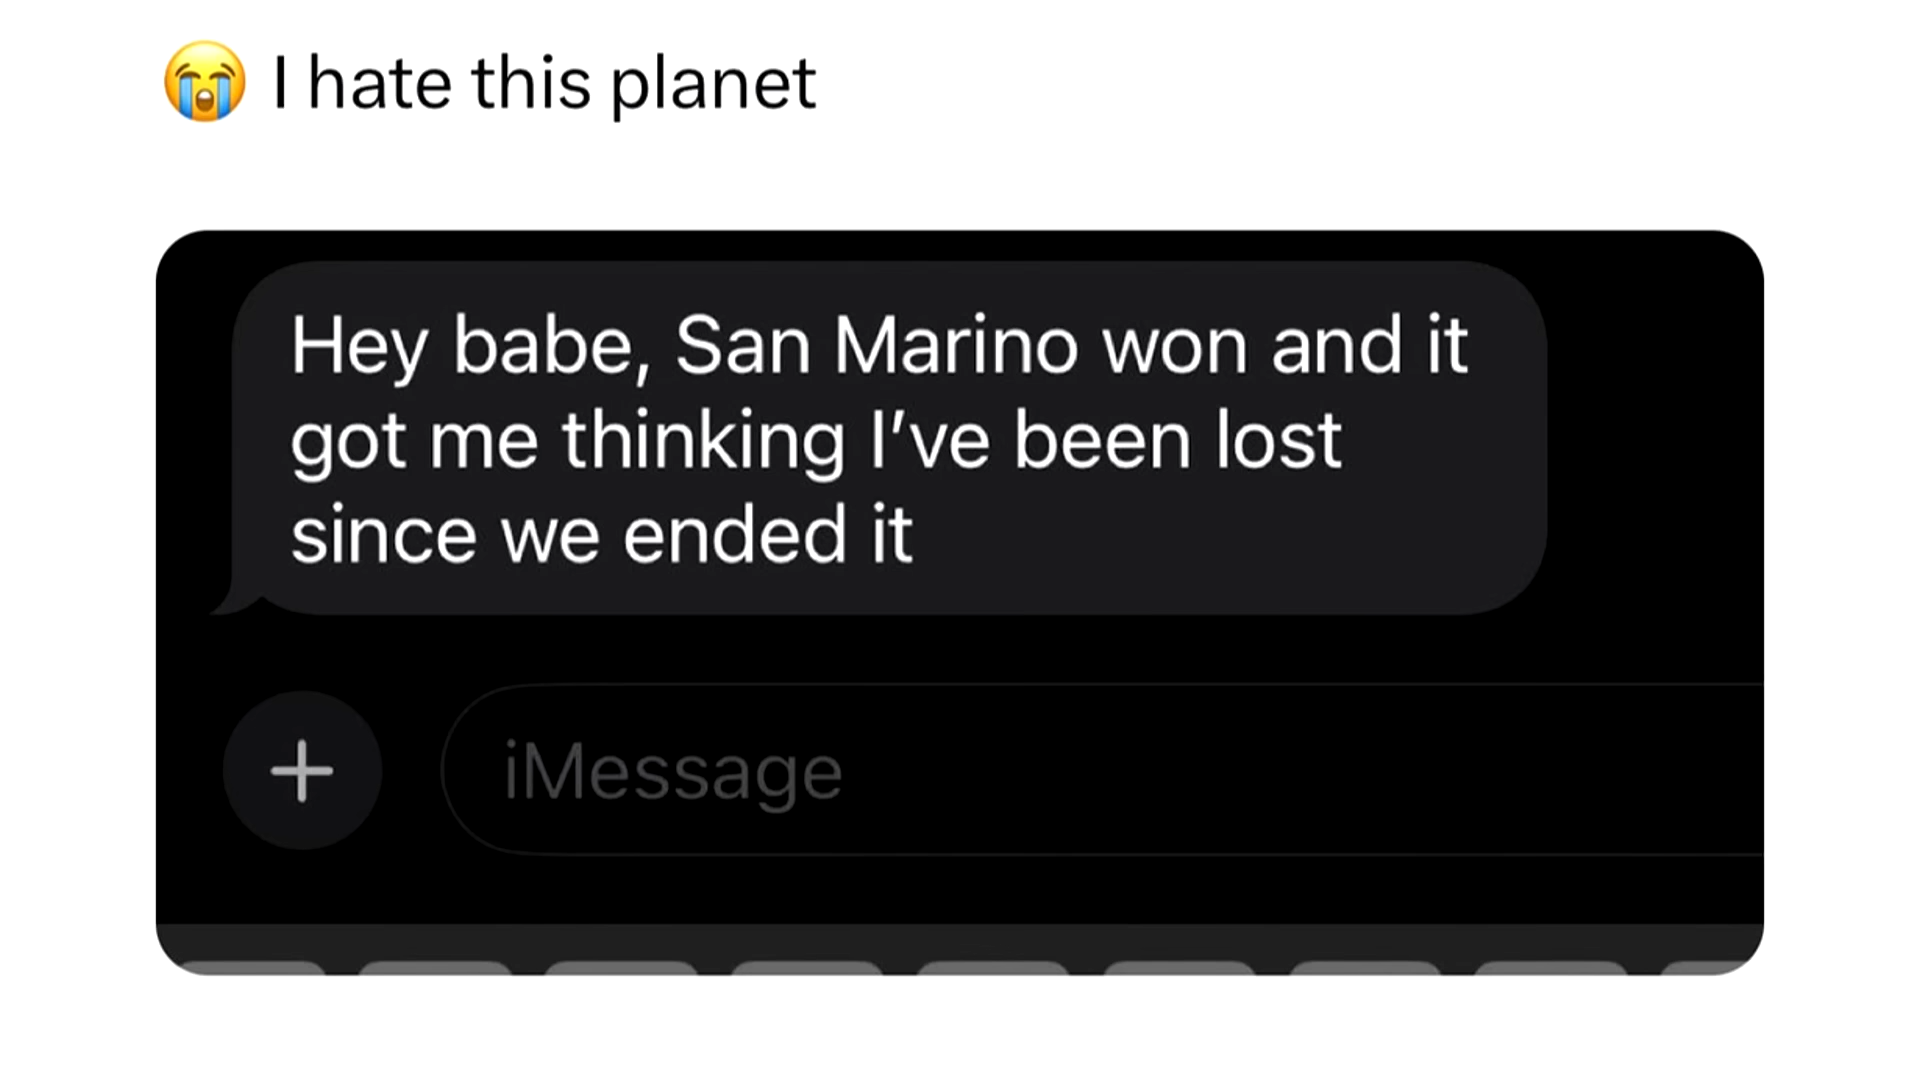 😭 I hate this planet
Hey babe, San Marino won and it
got me thinking I’ve been lost
since we ended it
iMessage